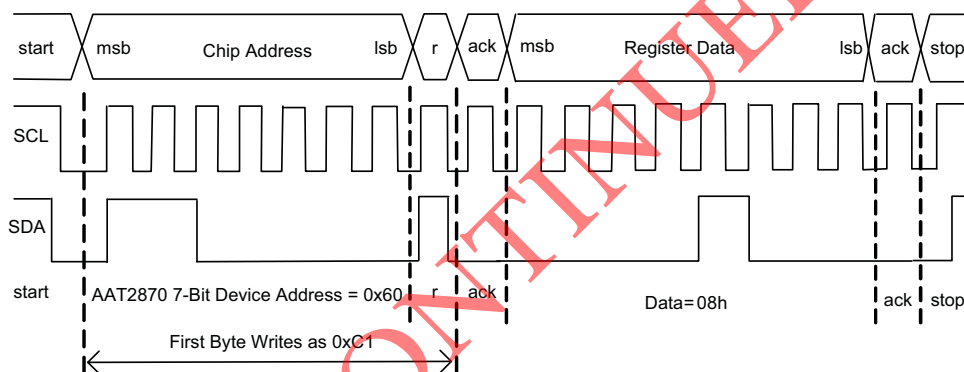 start msb Chip Address lsb r ack msb Register Data lsb ack stop
SCL
SDA
start AAT2870 7-Bit Device Address = 0x60 r ack Data=08h ack stop
First Byte Writes as 0xC1
ONTINUE